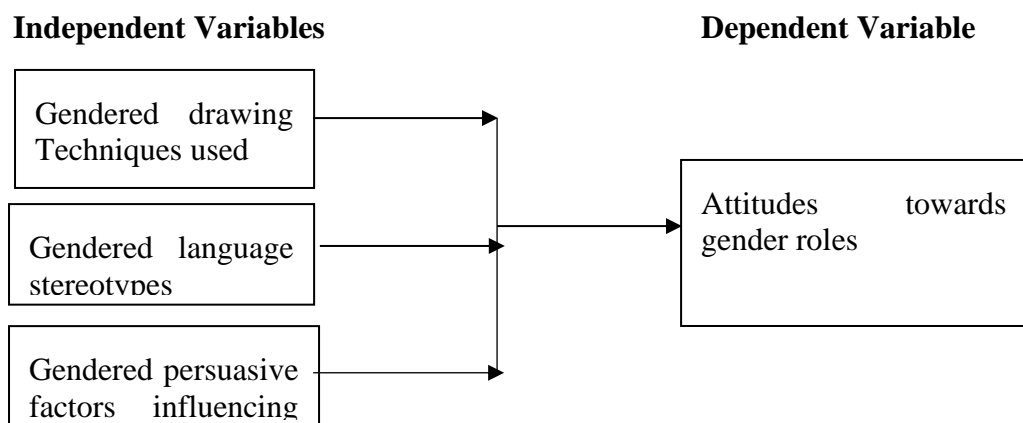 Independent Variables
Dependent Variable
Gendered drawing
Techniques used
Gendered language
stereotypes
Gendered persuasive
factors influencing
Attitudes towards
gender roles